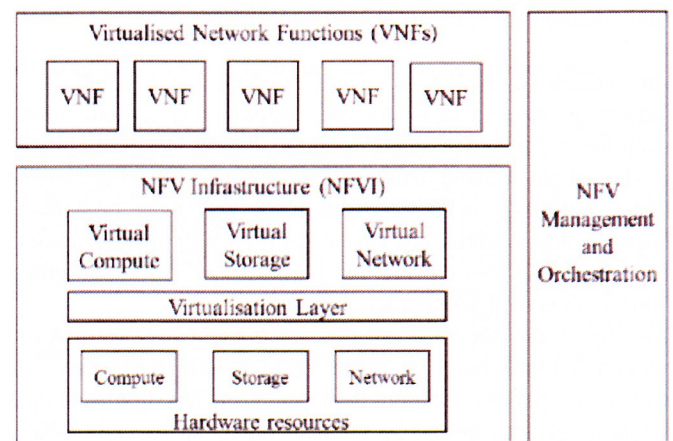 Virtualised Network Functions (VNFs)
VNF VNF VNF VNF VNF
NFV Infrastructure (NFVI)
Virtual
Compute
Virtual
Storage
Virtual
Network
Virtualisation Layer
Compute
Storage
Network
Hardware resources
NFV
Management
and
Orchestration